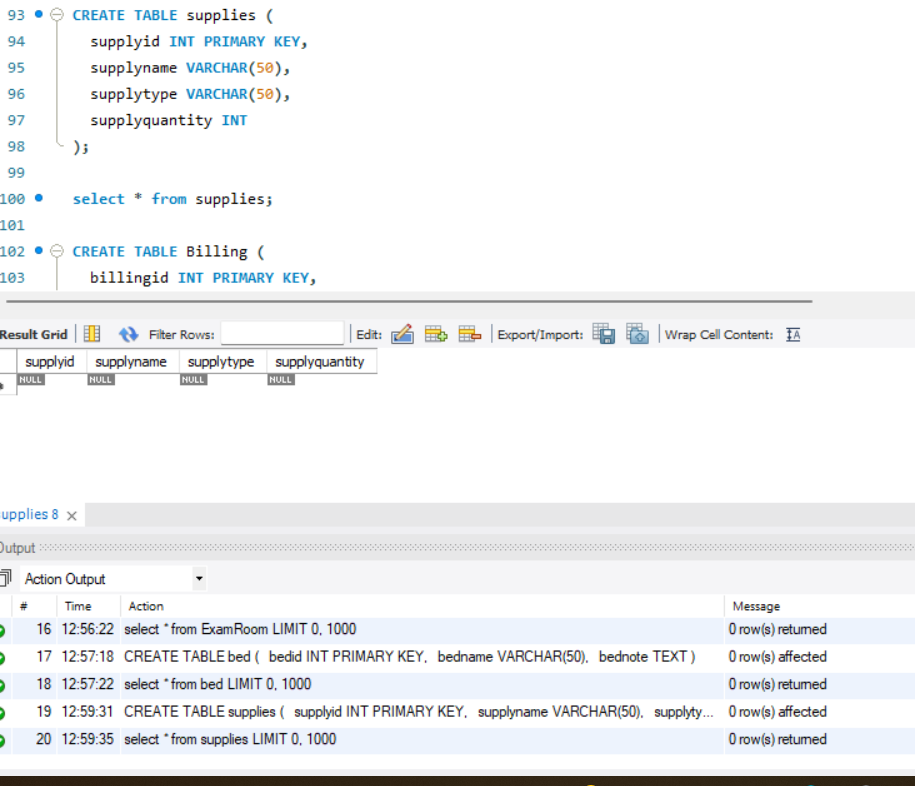 93 CREATE TABLE supplies (
94 supplyid INT PRIMARY KEY,
95 supplyname VARCHAR(50),
96 supplytype VARCHAR(50),
97 supplyquantity INT
98 );
99
100 select * from supplies;
101
102 CREATE TABLE Billing (
103 billingid INT PRIMARY KEY,
Result Grid Filter Rows: Edit: Export/Import: Wrap Cell Content: IA
supplyid supplyname supplytype supplyquantity
NULL NULL NULL NULL
upplies 8 ×
Output
Action Output
# Time Action Message
16 12:56:22 select * from ExamRoom LIMIT 0, 1000 0 row(s) returned
17 12:57:18 CREATE TABLE bed ( bedid INT PRIMARY KEY, bedname VARCHAR(50), bednote TEXT ) 0 row(s) affected
18 12:57:22 select * from bed LIMIT 0, 1000 0 row(s) returned
19 12:59:31 CREATE TABLE supplies ( supplyid INT PRIMARY KEY, supplyname VARCHAR(50), supplyty... 0 row(s) affected
20 12:59:35 select * from supplies LIMIT 0, 1000 0 row(s) returned